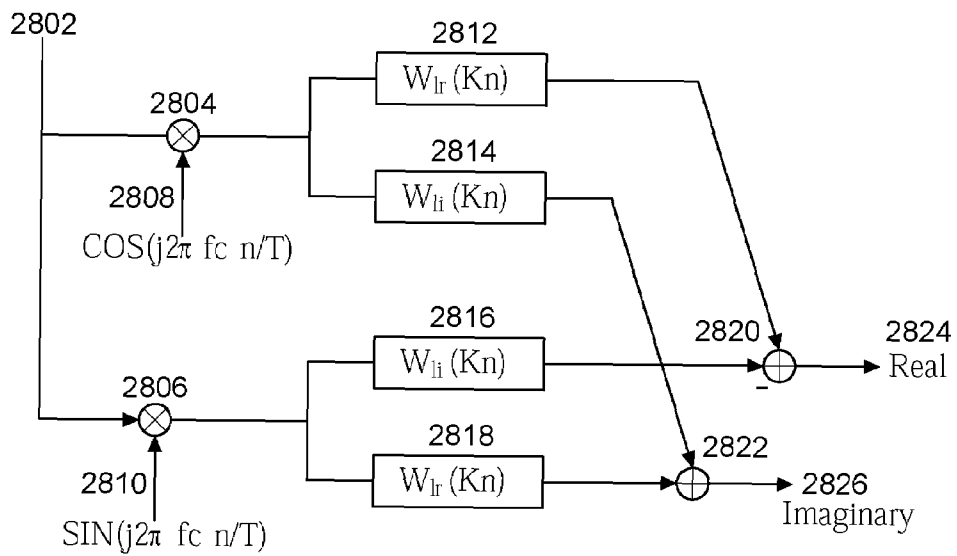 2802
2812
W_lr (Kn)
2804
2814
2808
W_li (Kn)
COS(j2π fc n/T)
2816
2820
2824
W_li (Kn)
-
Real
2806
2818
2822
2810
W_lr (Kn)
2826
SIN(j2π fc n/T)
Imaginary